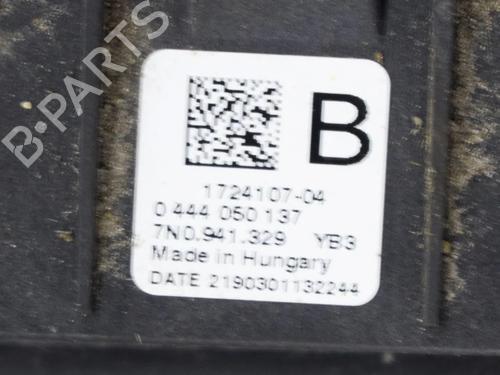 B-PARTS
B
1724107-04
0 444 050 137
7N0.941.329 YB3
Made in Hungary
DATE 2190301132244